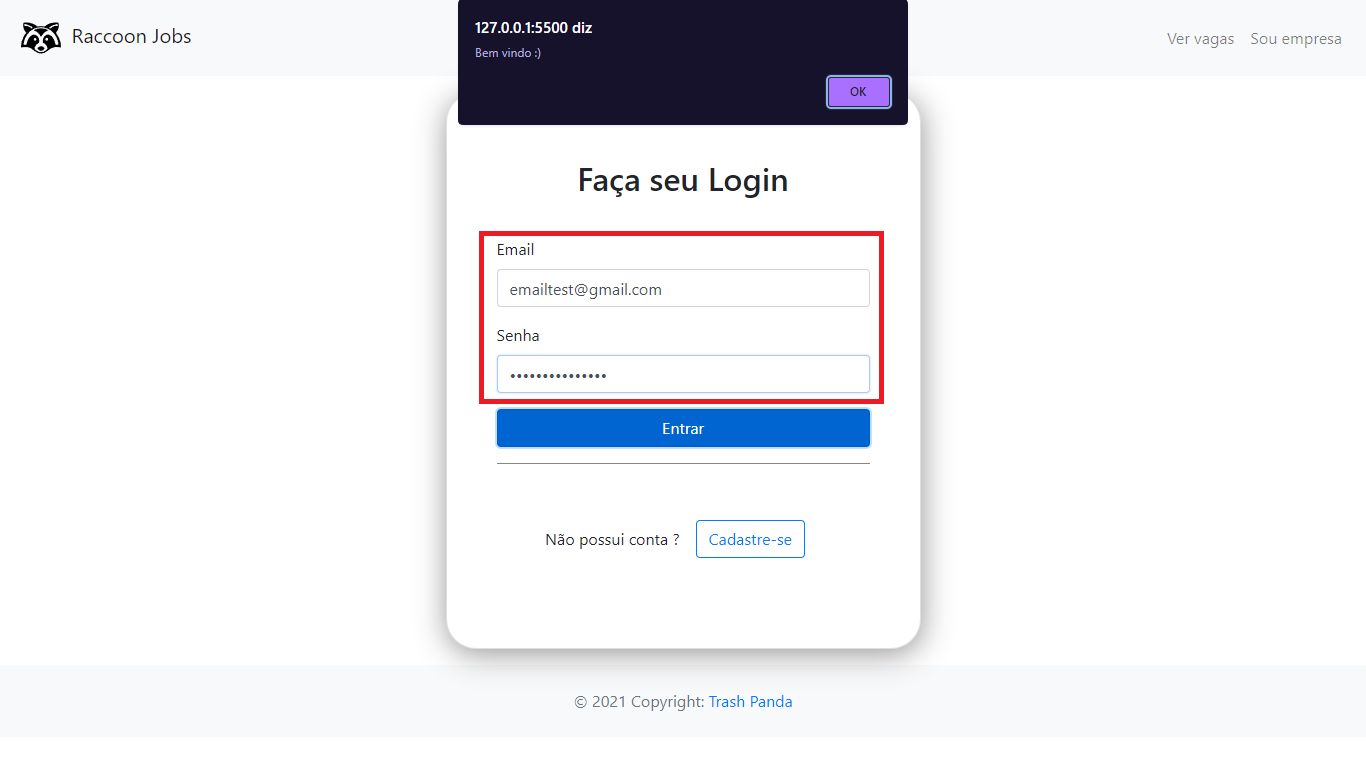 Raccoon Jobs
Ver vagas Sou empresa
127.0.0.1:5500 diz
Bem vindo :)
OK
Faça seu Login
Email
emailtest@gmail.com
Senha
•••••••••••••••
Entrar
Não possui conta ? Cadastre-se
© 2021 Copyright: Trash Panda